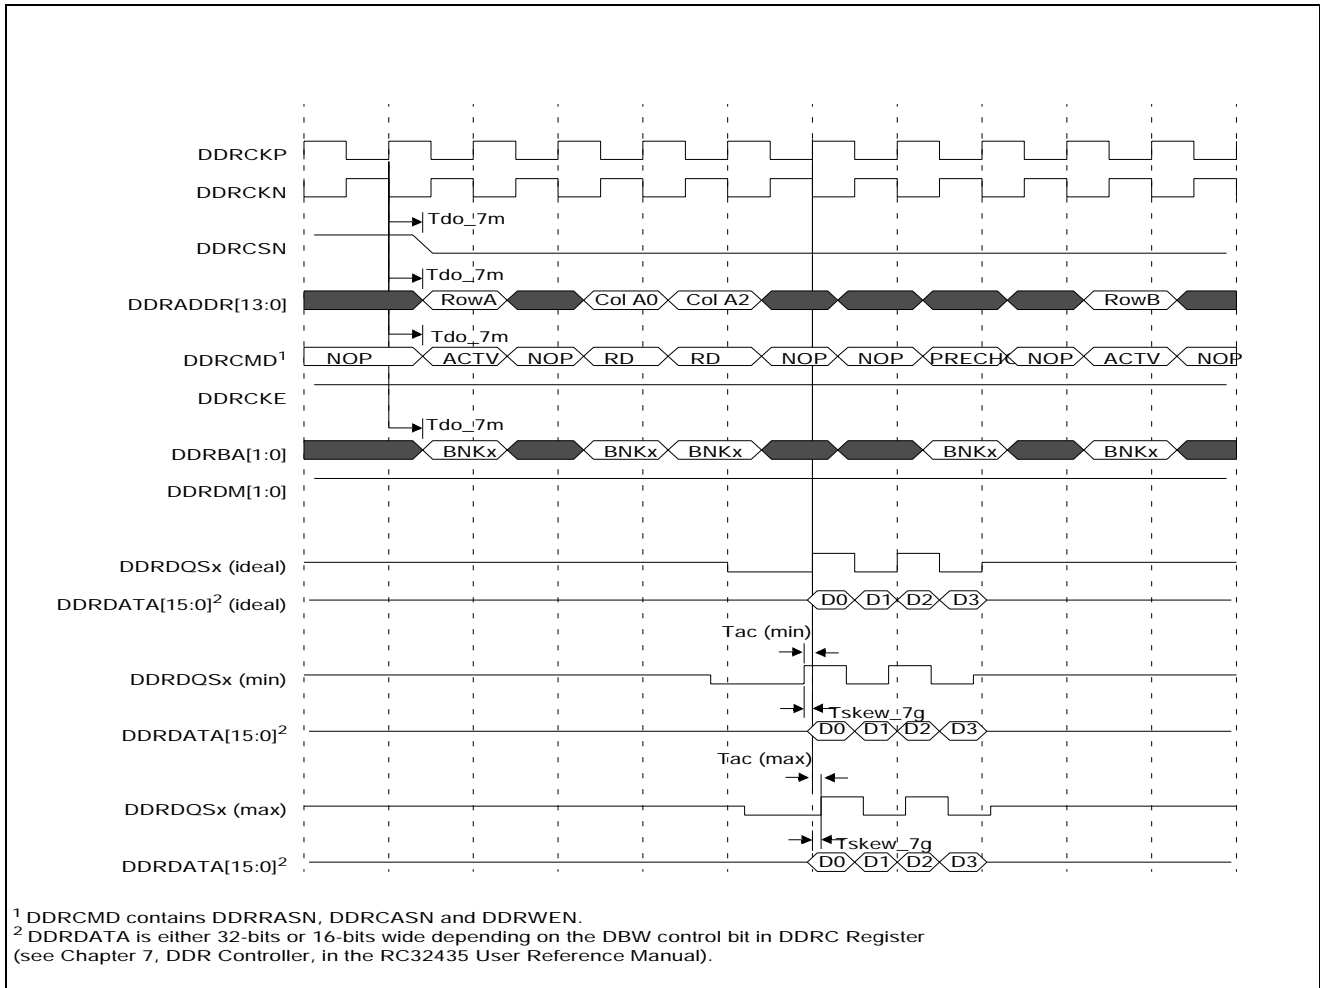 DDRCKP
DDRCKN
Tdo_7m
DDRCSN
Tdo_7m
DDRADDR[13:0] RowA Col A0 Col A2 RowB
Tdo_7m
DDRCMD1 NOP ACTV NOP RD RD NOP NOP PRECHG NOP ACTV NOP
DDRCKE
Tdo_7m
DDRBA[1:0] BNKx BNKx BNKx BNKx BNKx
DDRDM[1:0]
DDRDQSx (ideal)
DDRDATA[15:0]2 (ideal) D0 D1 D2 D3
Tac (min)
DDRDQSx (min)
Tskew_7g
DDRDATA[15:0]2 D0 D1 D2 D3
Tac (max)
DDRDQSx (max)
Tskew_7g
DDRDATA[15:0]2 D0 D1 D2 D3
1 DDRCMD contains DDRRASN, DDRCASN and DDRWEN.
2 DDRDATA is either 32-bits or 16-bits wide depending on the DBW control bit in DDRC Register
(see Chapter 7, DDR Controller, in the RC32435 User Reference Manual).